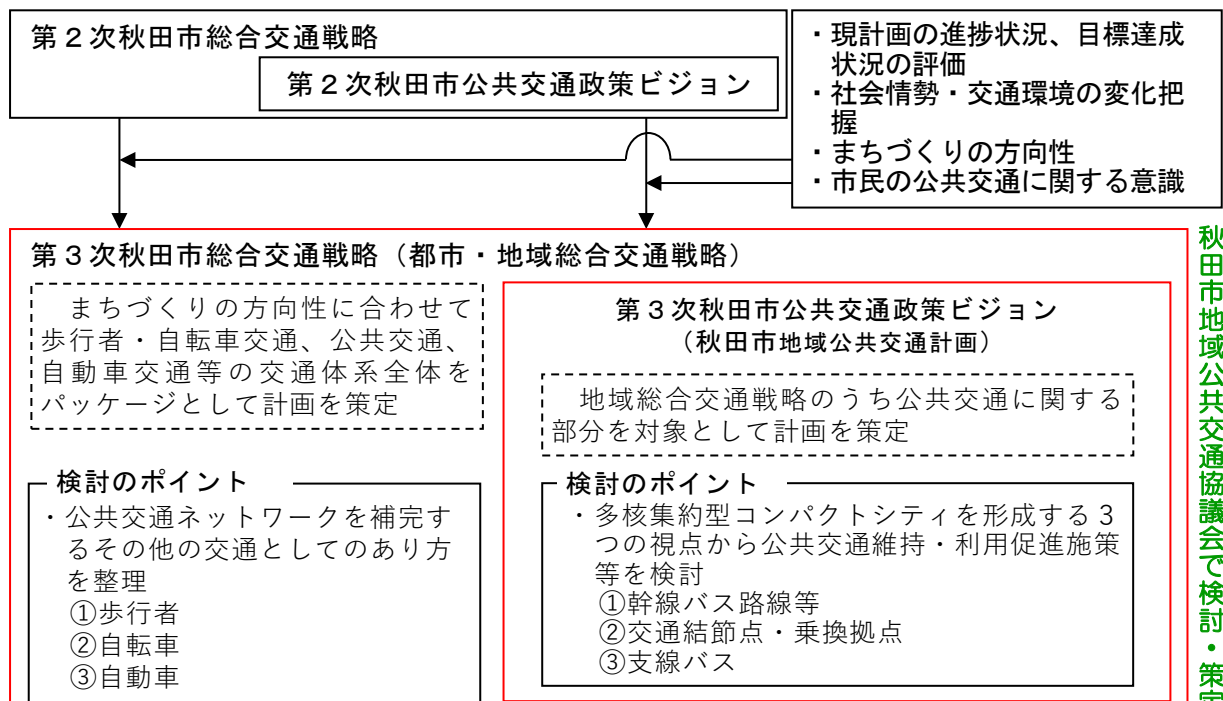 第２次秋田市総合交通戦略
第２次秋田市公共交通政策ビジョン
・現計画の進捗状況、目標達成
状況の評価
・社会情勢・交通環境の変化把
握
・まちづくりの方向性
・市民の公共交通に関する意識
第３次秋田市総合交通戦略（都市・地域総合交通戦略）
まちづくりの方向性に合わせて
歩行者・自転車交通、公共交通、
自動車交通等の交通体系全体を
パッケージとして計画を策定
検討のポイント
・公共交通ネットワークを補完す
るその他の交通としてのあり方
を整理
①歩行者
②自転車
③自動車
第３次秋田市公共交通政策ビジョン
（秋田市地域公共交通計画）
地域総合交通戦略のうち公共交通に関する
部分を対象として計画を策定
検討のポイント
・多核集約型コンパクトシティを形成する３
つの視点から公共交通維持・利用促進施策
等を検討
①幹線バス路線等
②交通結節点・乗換拠点
③支線バス
秋田市地域公共交通協議会で検討・策定